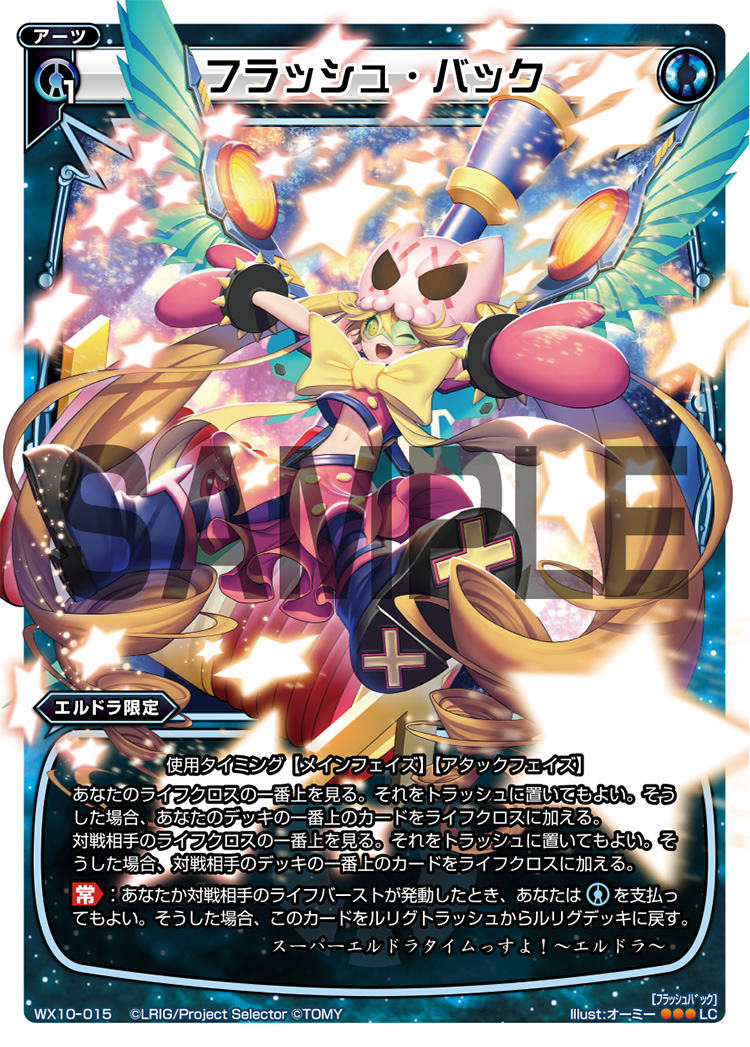 アーツ
1
フラッシュ・バック
SAMPLE
エルドラ限定
使用タイミング【メインフェイズ】【アタックフェイズ】
あなたのライフクロスの一番上を見る。それをトラッシュに置いてもよい。そう
した場合、あなたのデッキの一番上のカードをライフクロスに加える。
対戦相手のライフクロスの一番上を見る。それをトラッシュに置いてもよい。そ
うした場合、対戦相手のデッキの一番上のカードをライフクロスに加える。
常:あなたか対戦相手のライフバーストが発動したとき、あなたは を支払っ
てもよい。そうした場合、このカードをルリグトラッシュからルリグデッキに戻す。
スーパーエルドラタイムっすよ!~エルドラ~
[フラッシュバック]
WX10-015 ©LRIG/Project Selector ©TOMY Illust:オーミー LC